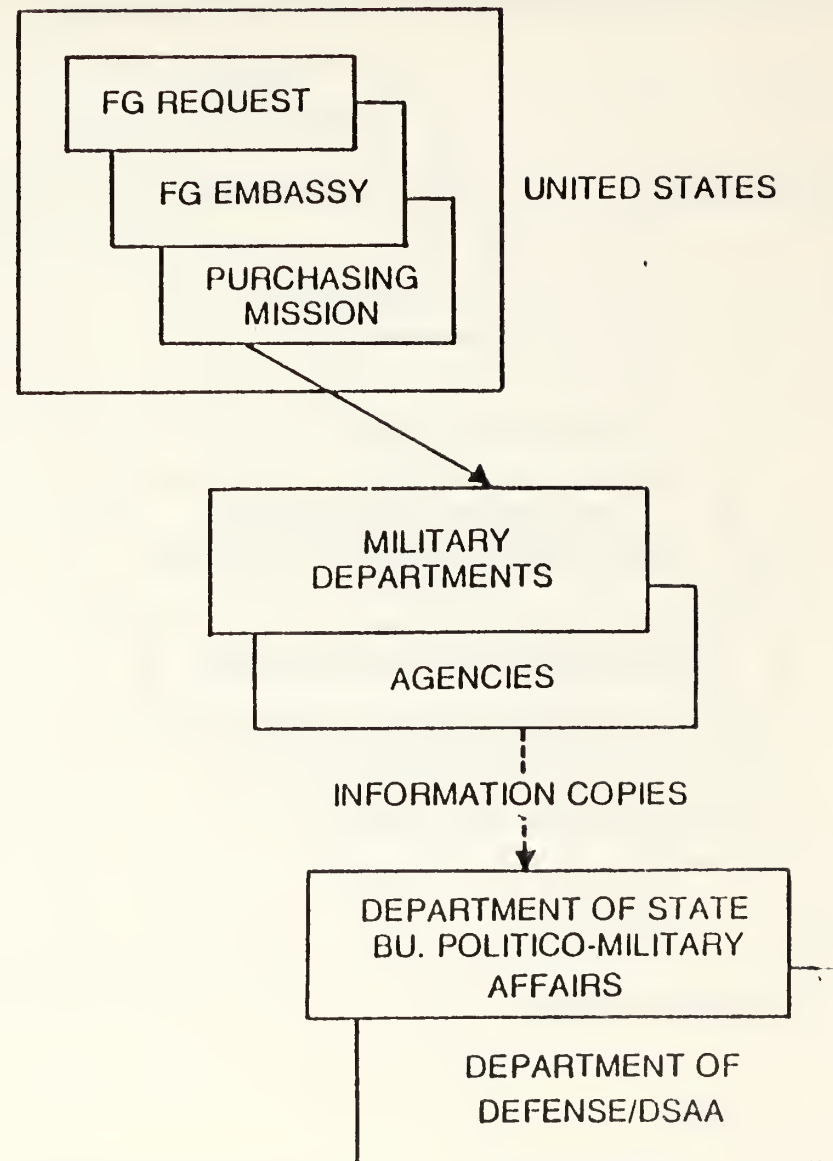 FG REQUEST
FG EMBASSY
UNITED STATES
PURCHASING
MISSION
MILITARY
DEPARTMENTS
AGENCIES
INFORMATION COPIES
DEPARTMENT OF STATE
BU. POLITICO-MILITARY
AFFAIRS
DEPARTMENT OF
DEFENSE/DSAA